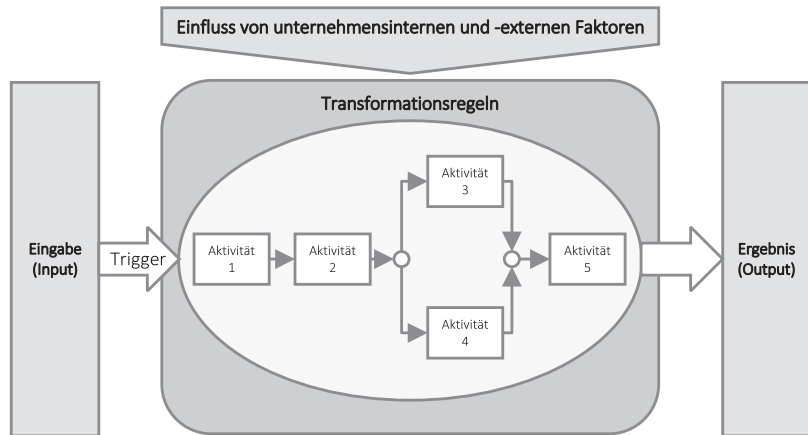 Einfluss von unternehmensinternen und -externen Faktoren
Transformationsregeln
Eingabe
(Input)
Trigger
Aktivität
1
Aktivität
2
Aktivität
3
Aktivität
4
Aktivität
5
Ergebnis
(Output)